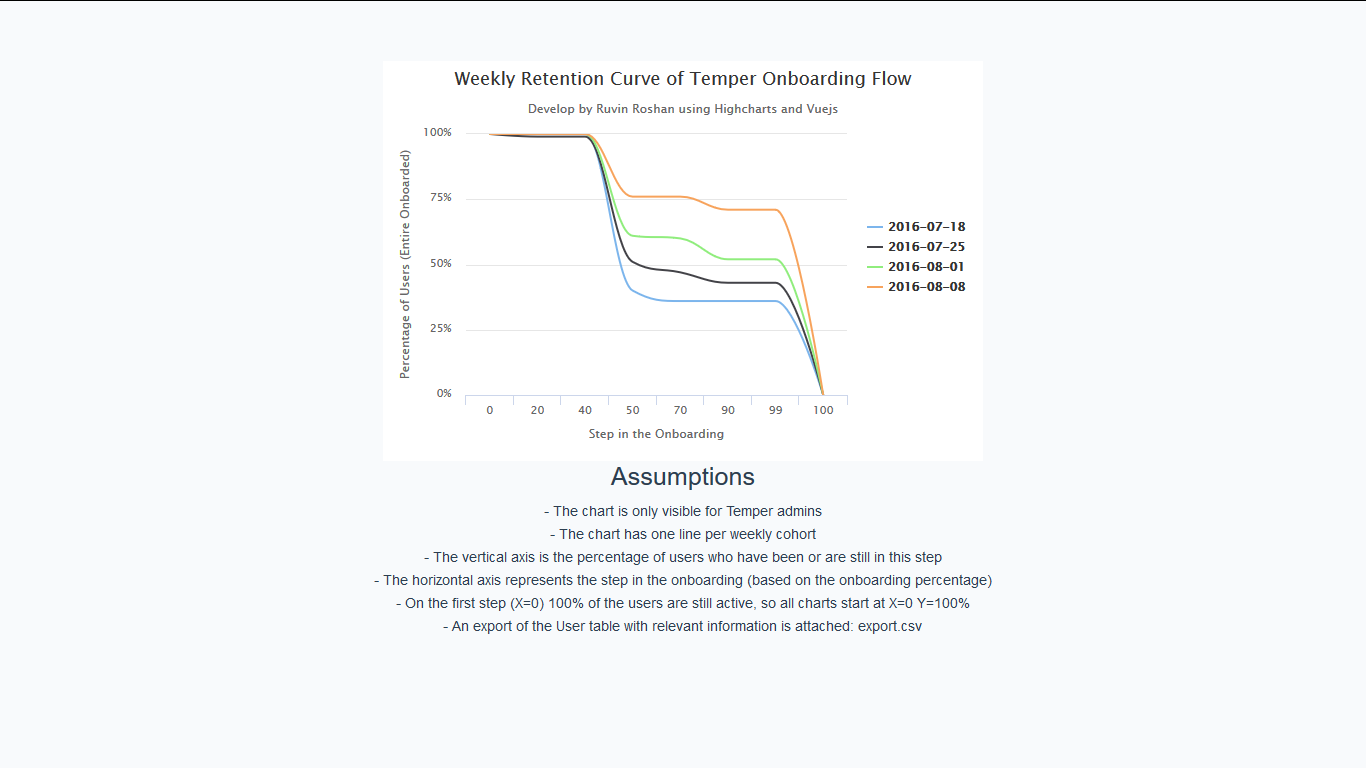 Weekly Retention Curve of Temper Onboarding Flow
Develop by Ruvin Roshan using Highcharts and Vuejs
Percentage of Users (Entire Onboarded)
100%
75%
50%
25%
0%
0 20 40 50 70 90 99 100
Step in the Onboarding
2016-07-18
2016-07-25
2016-08-01
2016-08-08
Assumptions
- The chart is only visible for Temper admins
- The chart has one line per weekly cohort
- The vertical axis is the percentage of users who have been or are still in this step
- The horizontal axis represents the step in the onboarding (based on the onboarding percentage)
- On the first step (X=0) 100% of the users are still active, so all charts start at X=0 Y=100%
- An export of the User table with relevant information is attached: export.csv